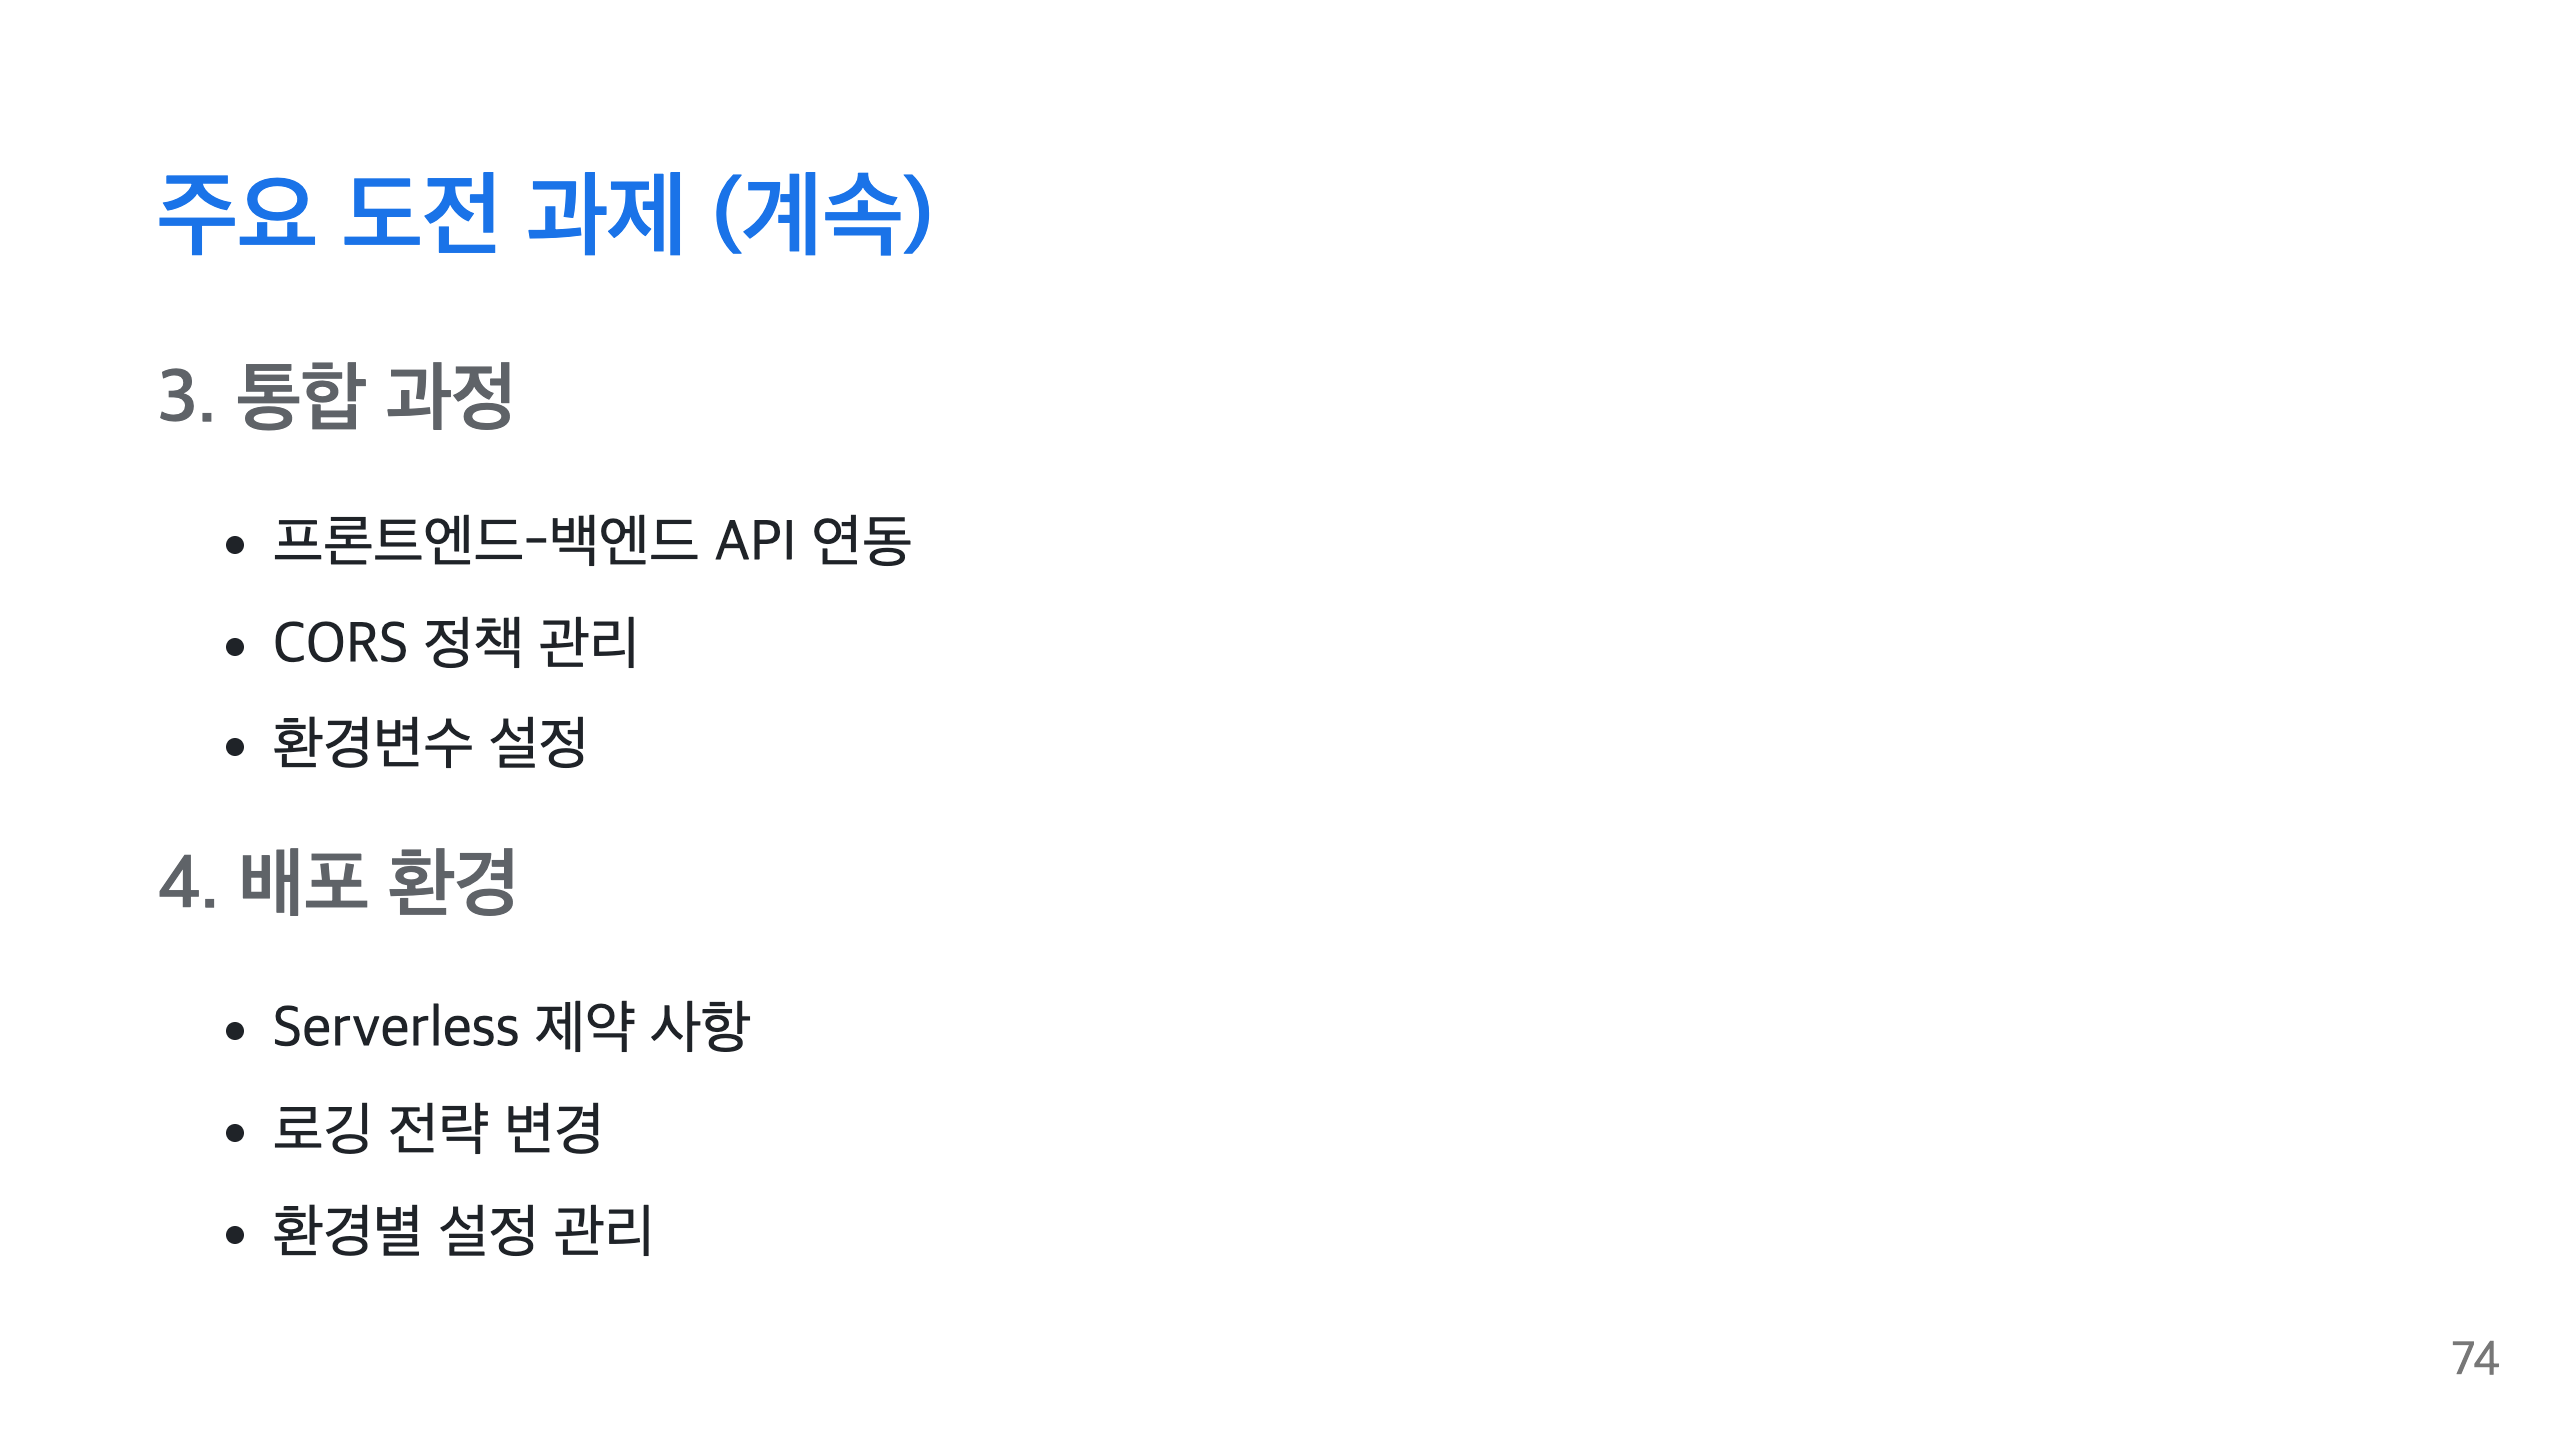 주요 도전 과제 (계속)
3. 통합 과정
• 프론트엔드-백엔드 API 연동
• CORS 정책 관리
• 환경변수 설정
4. 배포 환경
• Serverless 제약 사항
• 로깅 전략 변경
• 환경별 설정 관리
74